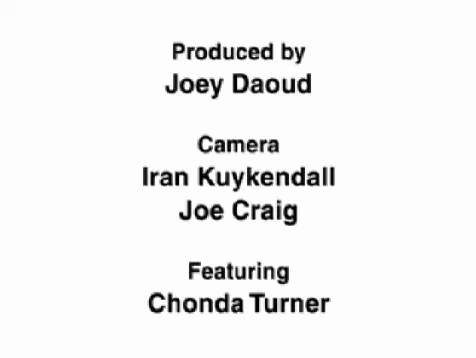 Produced by
Joey Daoud
Camera
Iran Kuykendall
Joe Craig
Featuring
Chonda Turner